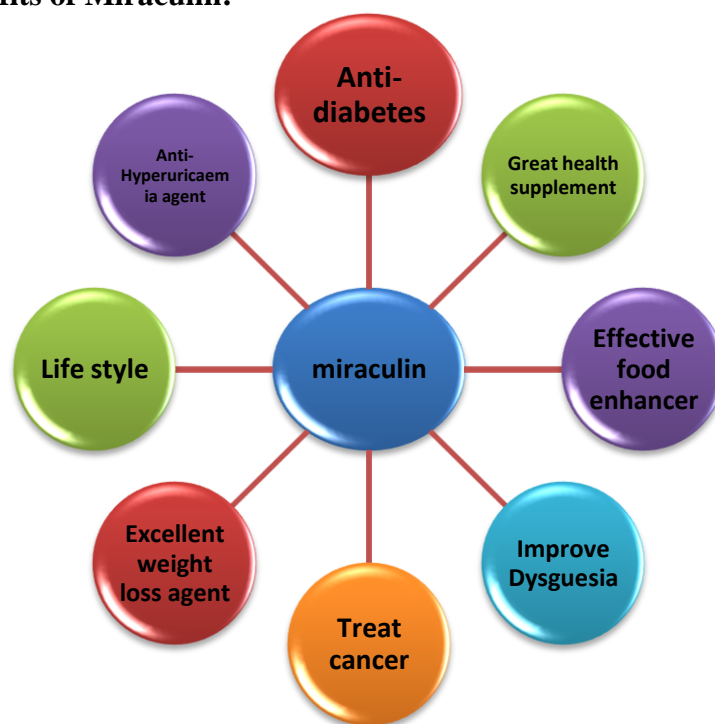 fits of Miraculin:
Anti-
diabetes
Great health
supplement
Effective
food
enhancer
Improve
Dysguesia
Treat
cancer
Excellent
weight
loss agent
Life style
Anti-
Hyperuricaem
ia agent
miraculin